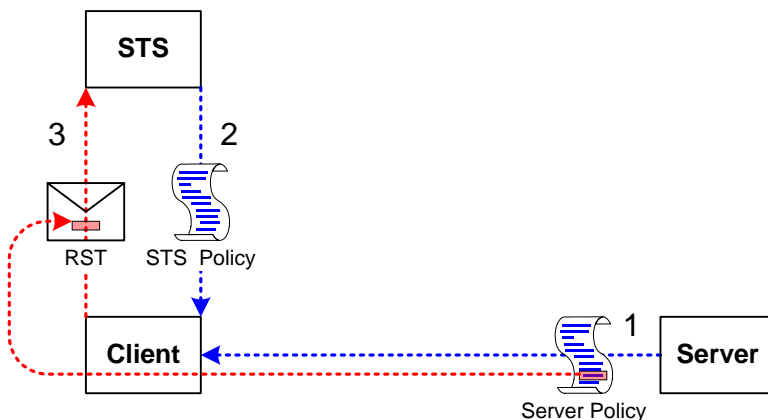 STS
3
2
RST
STS Policy
1
Client
Server
Server Policy